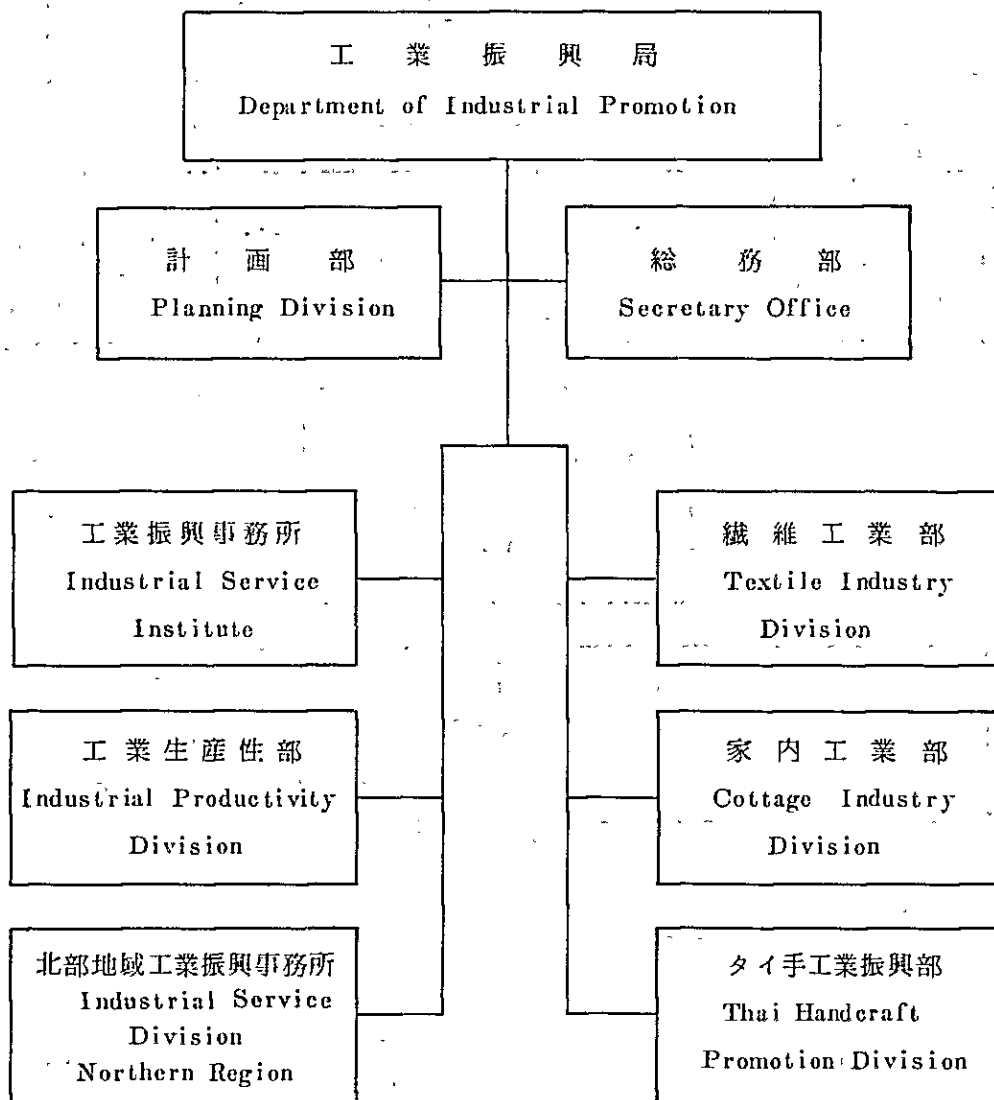 工業振興局
Department of Industrial Promotion
計画部
Planning Division
総務部
Secretary Office
工業振興事務所
Industrial Service
Institute
繊維工業部
Textile Industry
Division
工業生産性部
Industrial Productivity
Division
家内工業部
Cottage Industry
Division
北部地域工業振興事務所
Industrial Service
Division
Northern Region
タイ手工業振興部
Thai Handcraft
Promotion Division